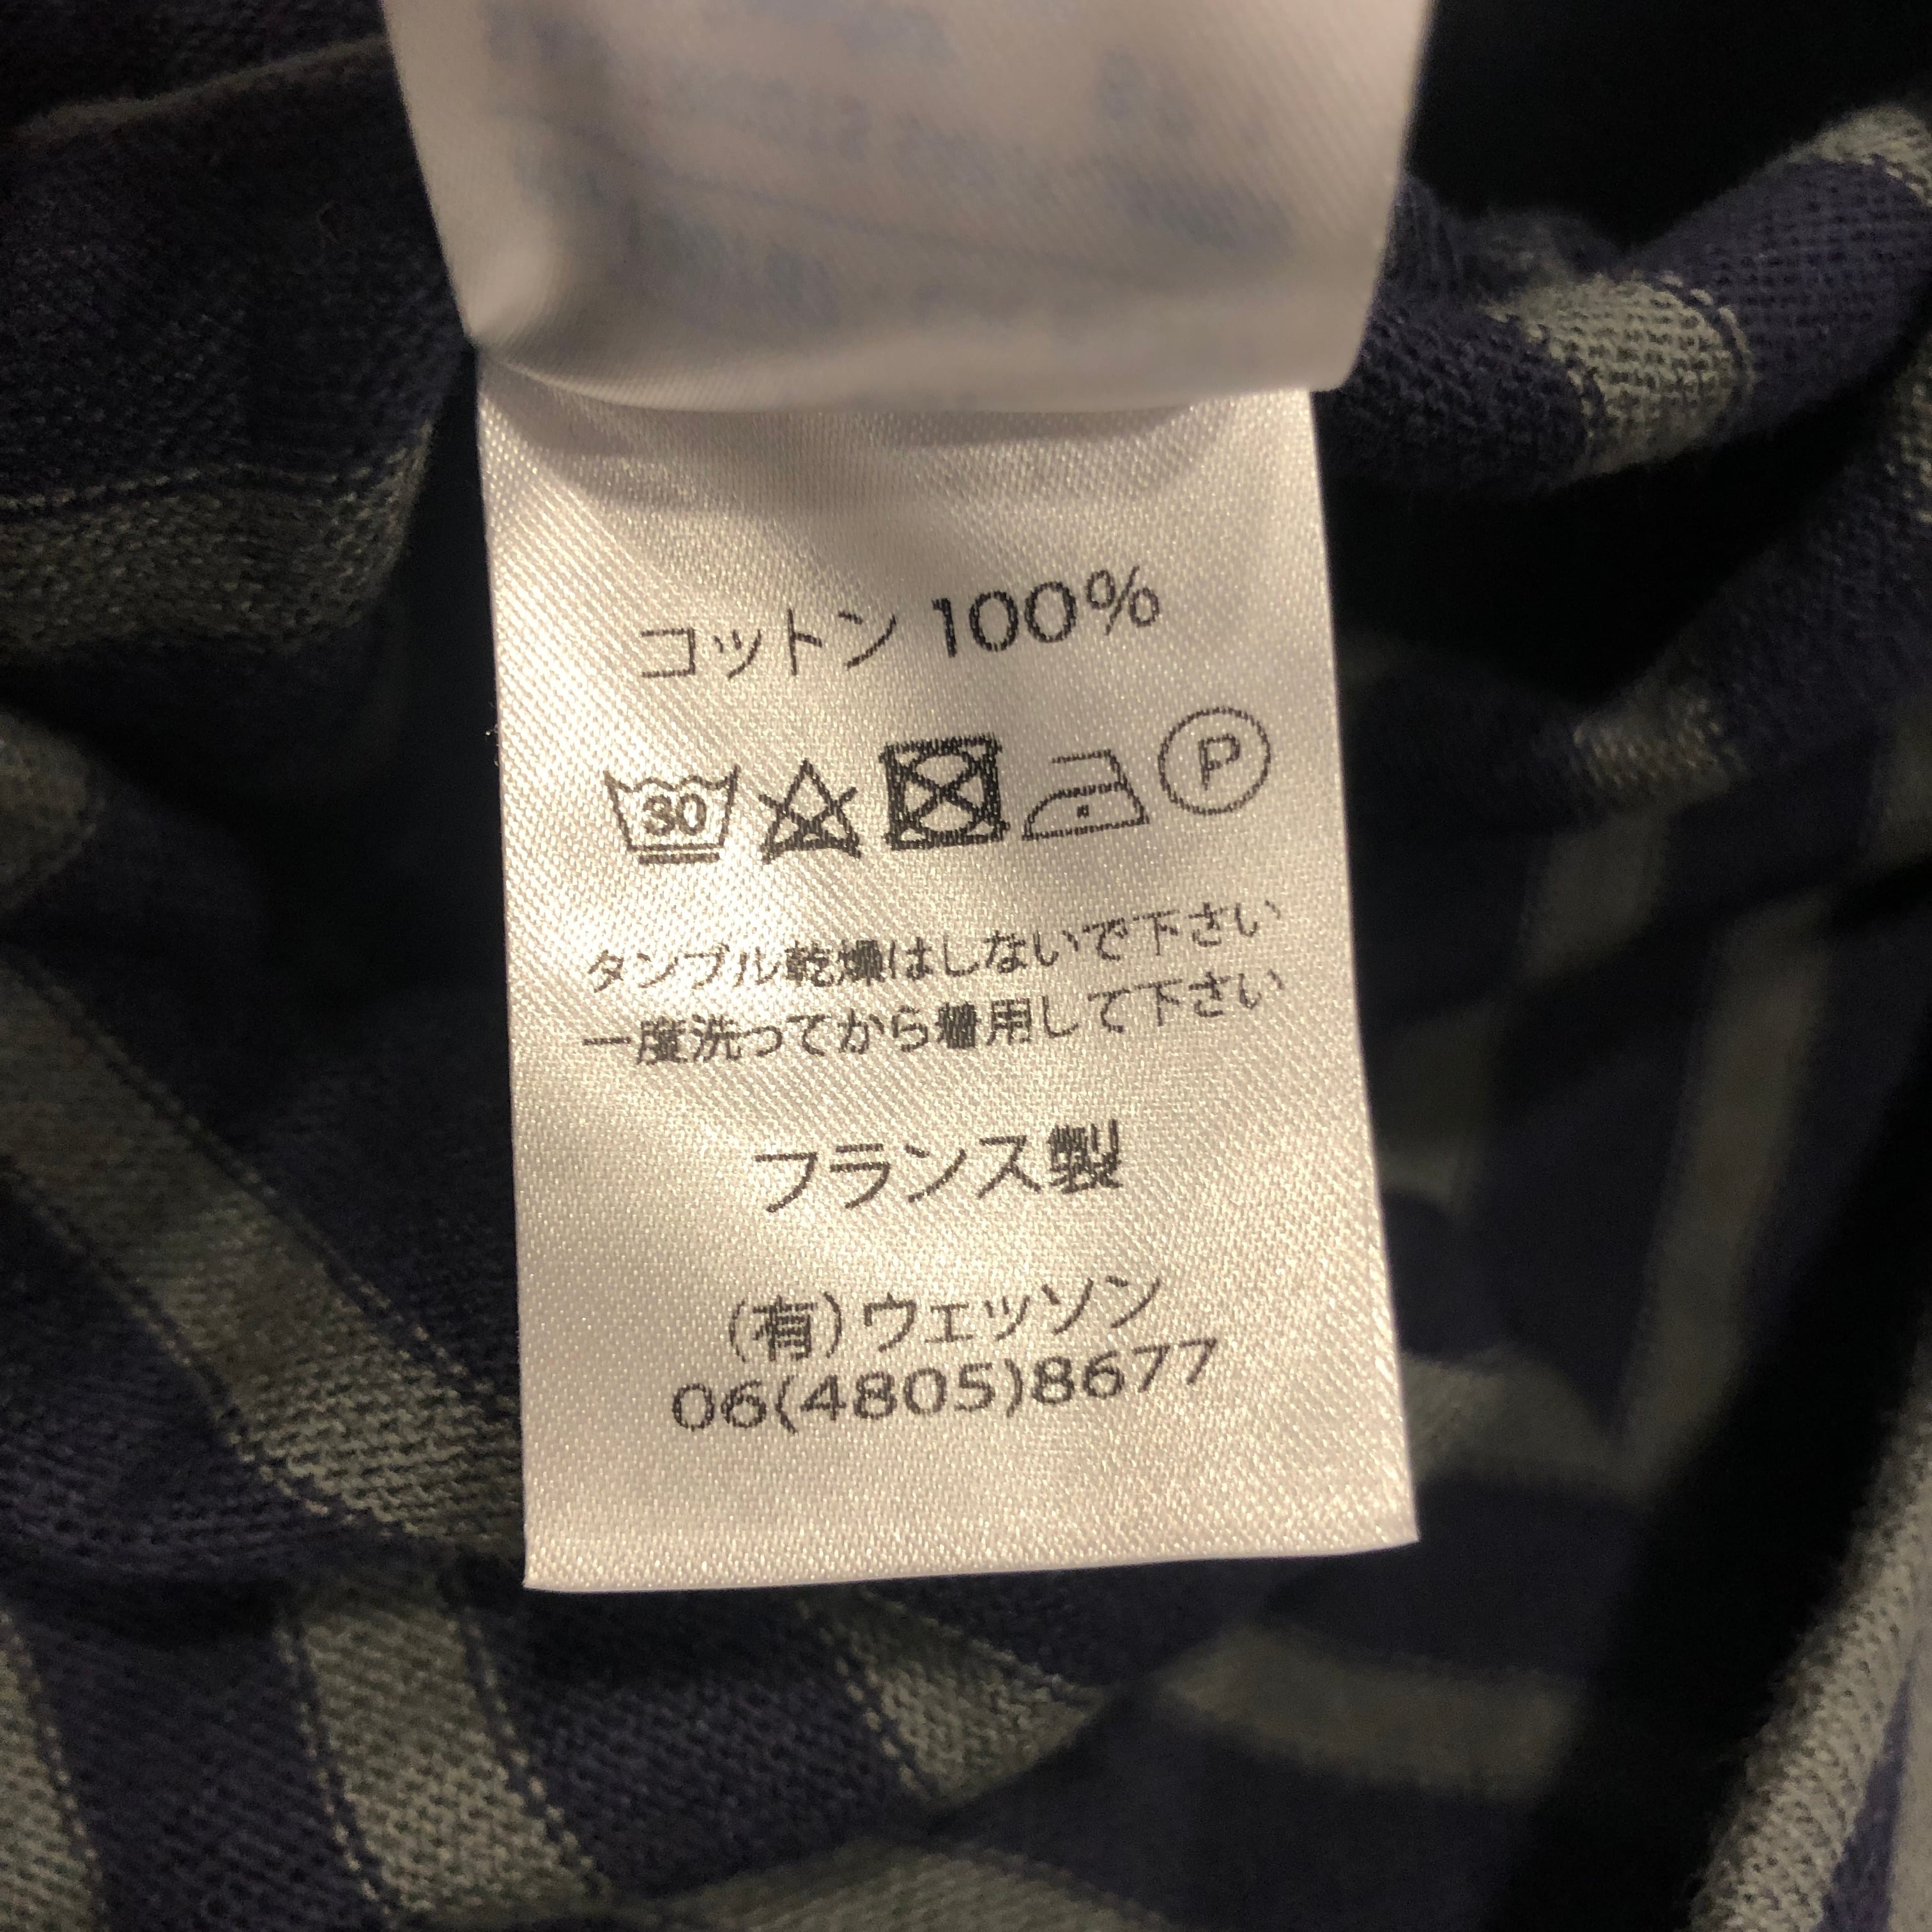 コットン 100%
30 P
タンブル乾燥はしないで下さい
一度洗ってから着用して下さい
フランス製
(有)ウェッソン
06(4805)8677